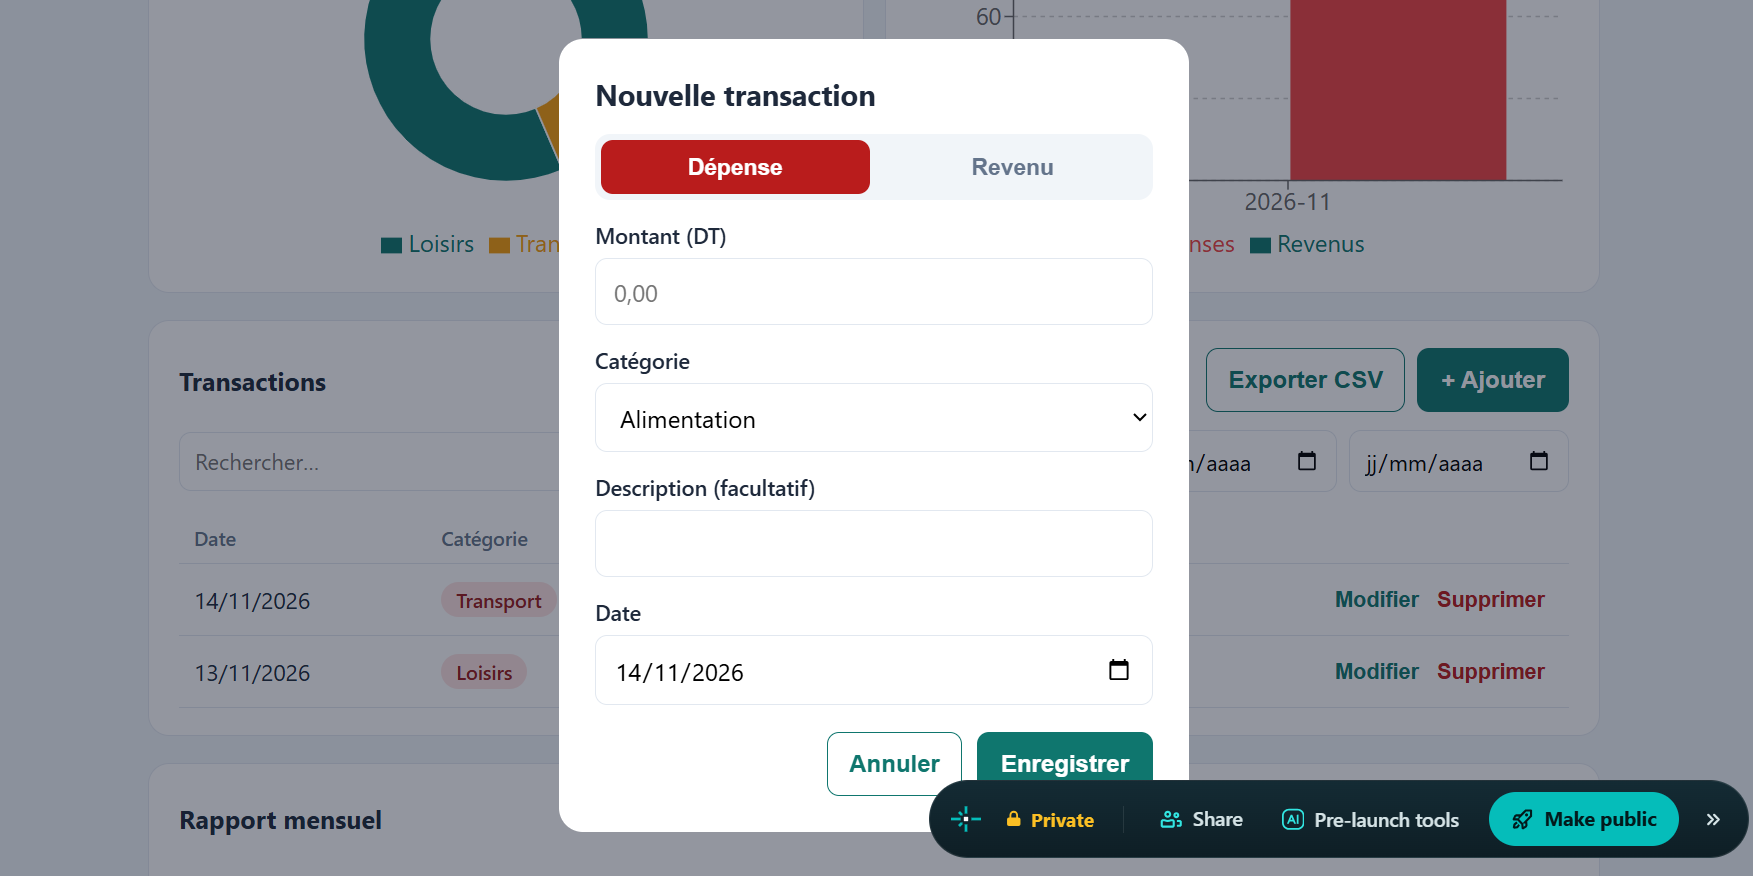 60
2026-11
Loisirs
Tran
nses
Revenus
Nouvelle transaction
Dépense
Revenu
Montant (DT)
0,00
Catégorie
Alimentation
Description (facultatif)
Date
14/11/2026
Annuler
Enregistrer
Transactions
Exporter CSV
+ Ajouter
Rechercher...
/aaaa
jj/mm/aaaa
Date
Catégorie
14/11/2026
Transport
Modifier
Supprimer
13/11/2026
Loisirs
Modifier
Supprimer
Rapport mensuel
Private
Share
AI
Pre-launch tools
Make public